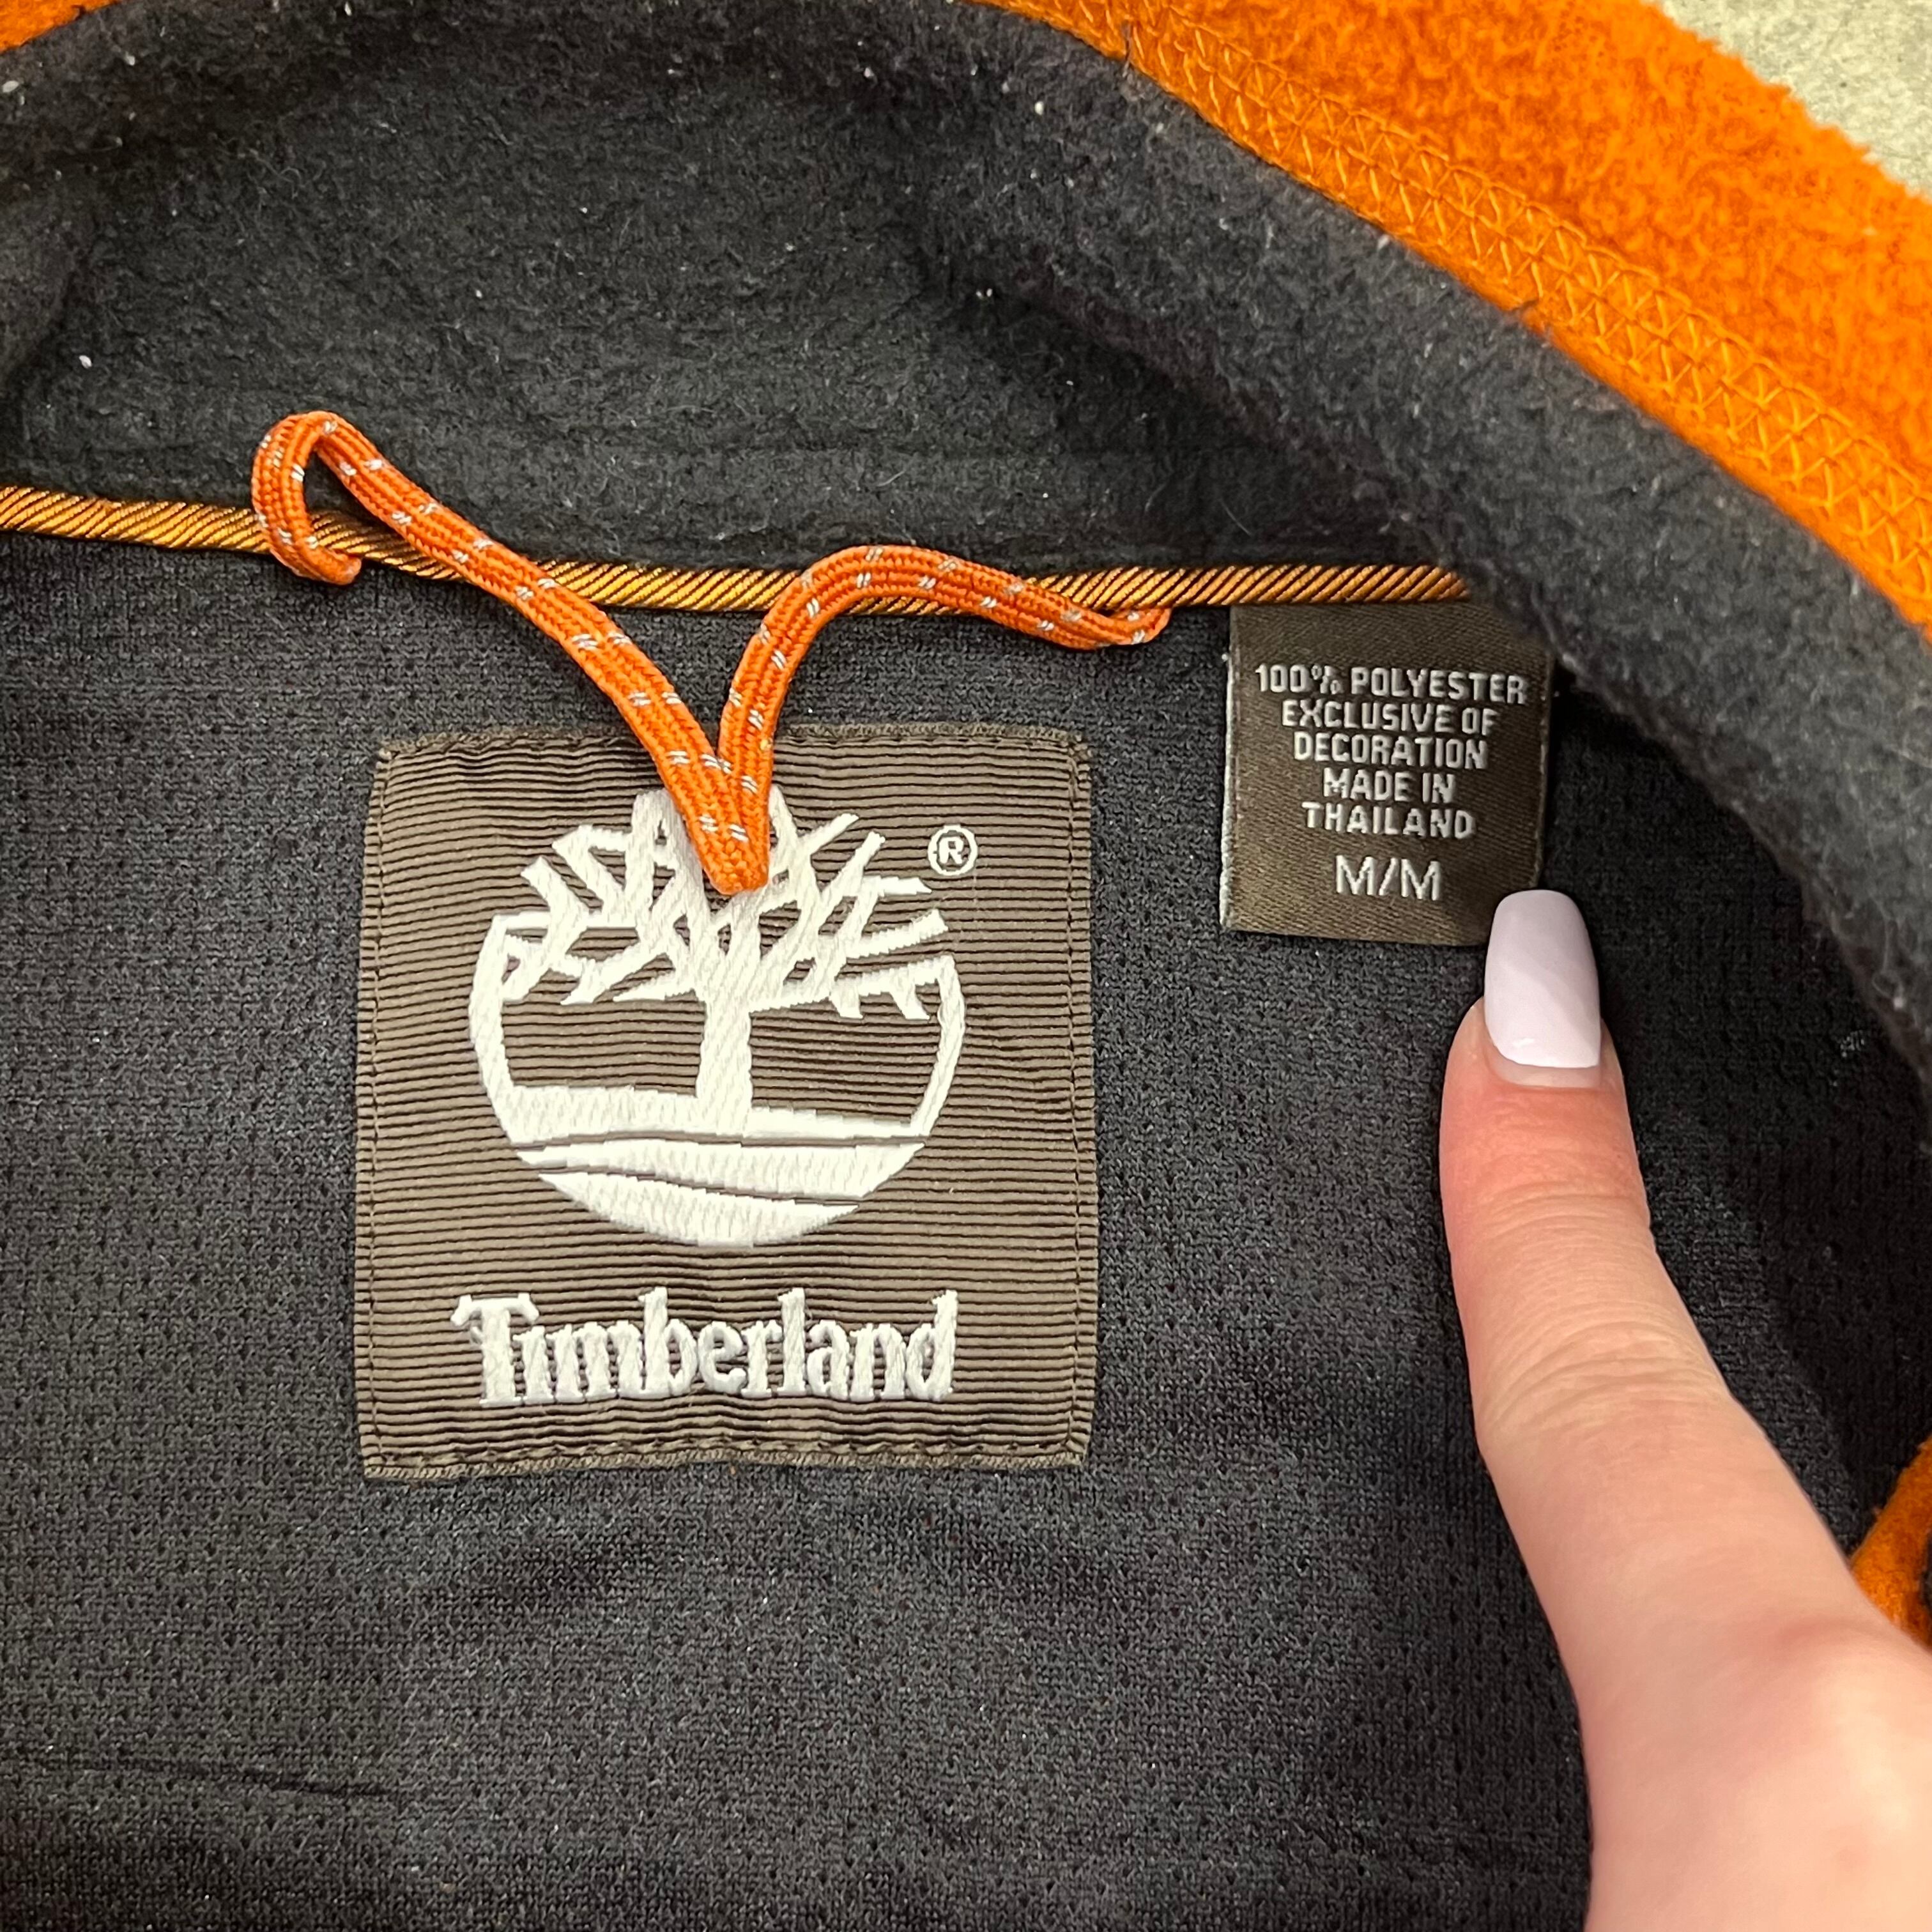 100% POLYESTER
EXCLUSIVE OF
DECORATION
MADE IN
THAILAND
M/M
®
Timberland